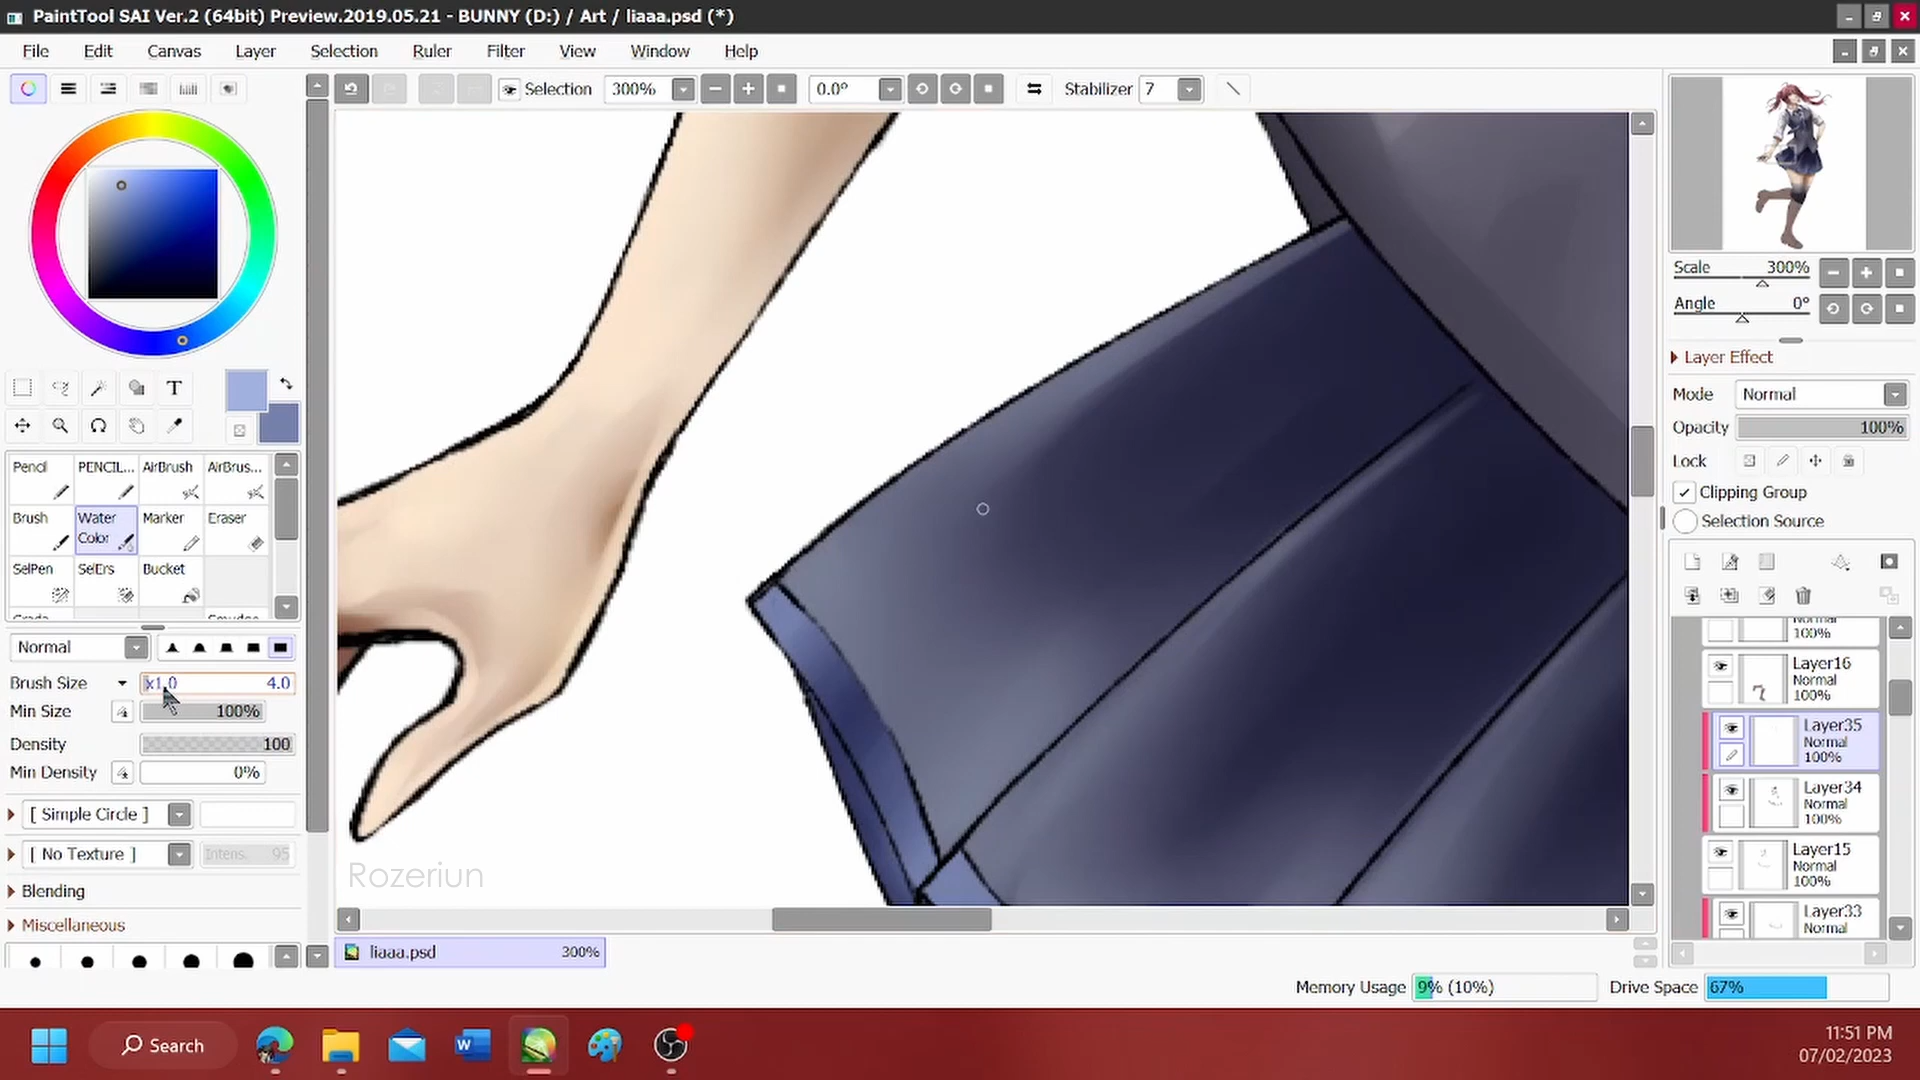 PaintTool SAI Ver.2 (64bit) Preview.2019.05.21 - BUNNY (D:) / Art / liaaa.psd (*)
File Edit Canvas Layer Selection Ruler Filter View Window Help
Selection 300% 0.0° Stabilizer 7
Scale 300%
Angle 0°
Layer Effect
Mode Normal
Opacity 100%
Lock
Clipping Group
Selection Source
T
Pencil PENCIL... AirBrush AirBrus...
Brush Water Color Marker Eraser
SelPen SelErs Bucket
Normal
Brush Size x1.0 4.0
Min Size 100%
Density 100
Min Density 0%
[ Simple Circle ]
[ No Texture ] Intens. 95
Blending
Miscellaneous
Normal
100%
Layer16
Normal
100%
Layer35
Normal
100%
Layer34
Normal
100%
Layer15
Normal
100%
Layer33
Normal
Rozeriun
liaaa.psd 300%
Memory Usage 9% (10%) Drive Space 67%
Search
W
11:51 PM
07/02/2023